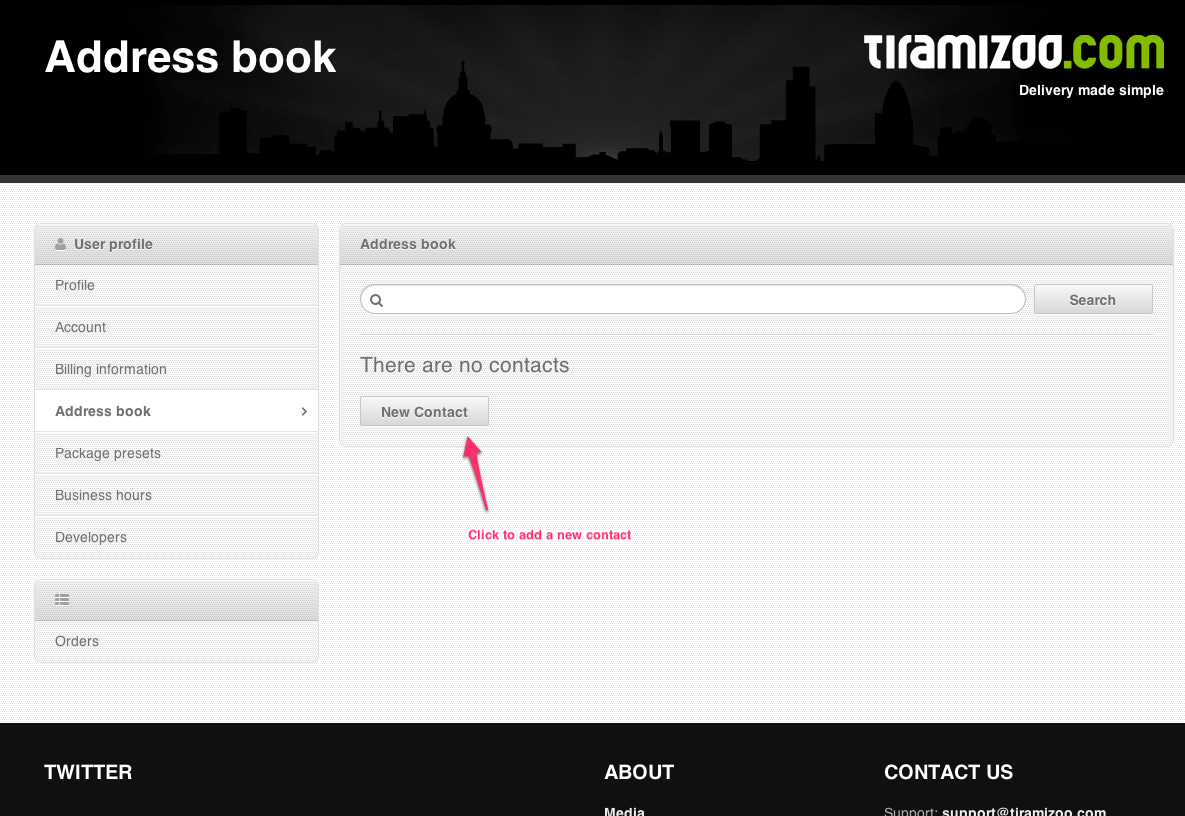 Address book
tiramizoo.com
Delivery made simple
User profile
Profile
Account
Billing information
Address book
Package presets
Business hours
Developers
Orders
Address book
Search
There are no contacts
New Contact
Click to add a new contact
TWITTER
ABOUT
Media
CONTACT US
Support: support@tiramizoo.com